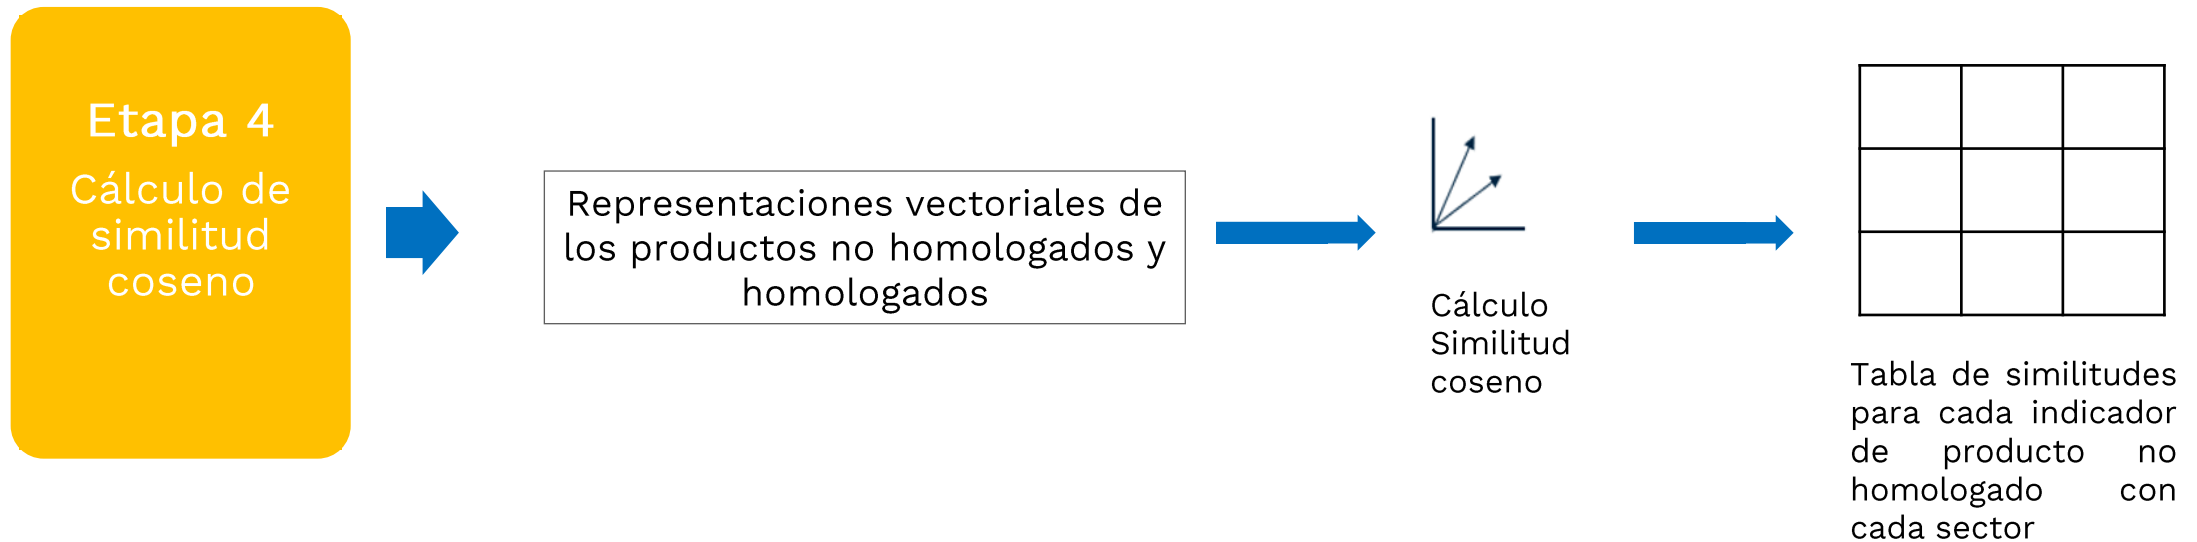 Etapa 4
Cálculo de
similitud
coseno
Representaciones vectoriales de
los productos no homologados y
homologados
Cálculo
Similitud
coseno
Tabla de similitudes
para cada indicador
de producto no
homologado con
cada sector